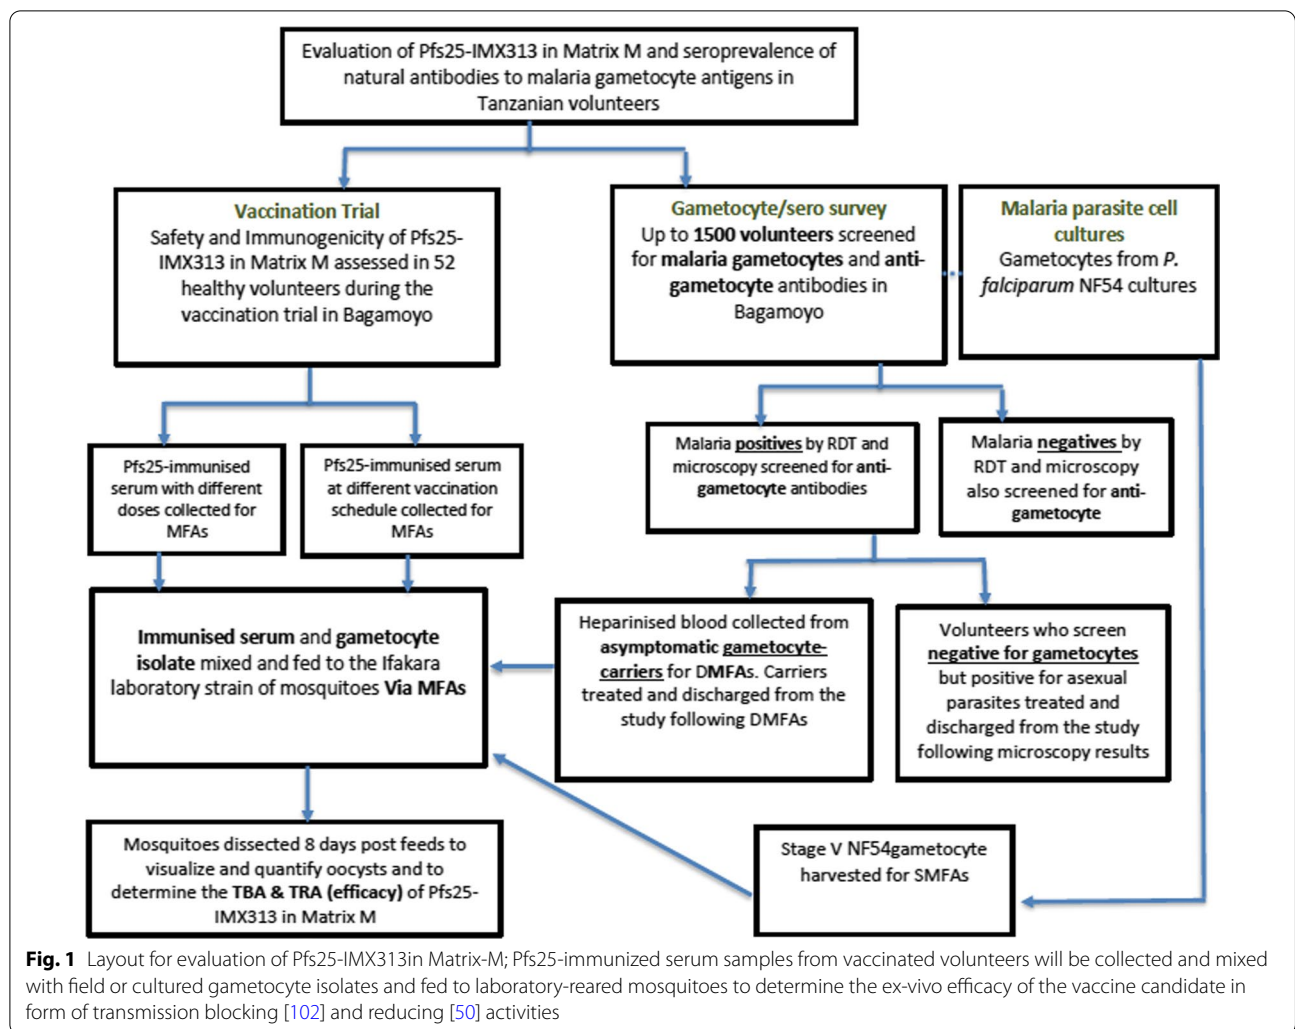 Evaluation of Pfs25-IMX313 in Matrix M and seroprevalence of
natural antibodies to malaria gametocyte antigens in
Tanzanian volunteers
Vaccination Trial
Safety and Immunogenicity of Pfs25-
IMX313 in Matrix M assessed in 52
healthy volunteers during the
vaccination trial in Bagamoyo
Gametocyte/sero survey
Up to 1500 volunteers screened
for malaria gametocytes and anti-
gametocyte antibodies in
Bagamoyo
Malaria parasite cell
cultures
Gametocytes from P.
falciparum NF54 cultures
Pfs25-immunised
serum with different
doses collected for
MFAs
Pfs25-immunised serum
at different vaccination
schedule collected for
MFAs
Malaria positives by RDT and
microscopy screened for anti-
gametocyte antibodies
Malaria negatives by
RDT and microscopy
also screened for anti-
gametocyte
Immunised serum and gametocyte
isolate mixed and fed to the Ifakara
laboratory strain of mosquitoes Via MFAs
Heparinised blood collected from
asymptomatic gametocyte-
carriers for DMFAs. Carriers
treated and discharged from the
study following DMFAs
Volunteers who screen
negative for gametocytes
but positive for asexual
parasites treated and
discharged from the study
following microscopy results
Mosquitoes dissected 8 days post feeds to
visualize and quantify oocysts and to
determine the TBA & TRA (efficacy) of Pfs25-
IMX313 in Matrix M
Stage V NF54gametocyte
harvested for SMFAs
Fig. 1 Layout for evaluation of Pfs25-IMX313in Matrix-M; Pfs25-immunized serum samples from vaccinated volunteers will be collected and mixed
with field or cultured gametocyte isolates and fed to laboratory-reared mosquitoes to determine the ex-vivo efficacy of the vaccine candidate in
form of transmission blocking [102] and reducing [50] activities